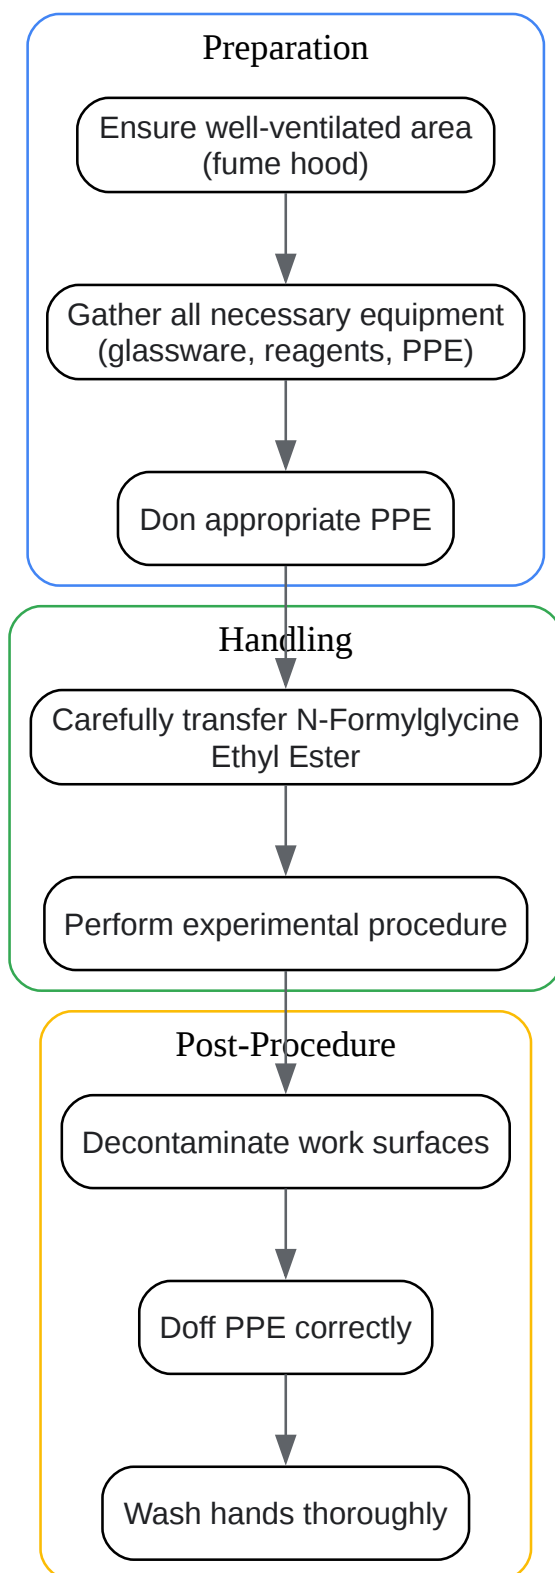 Preparation
Ensure well-ventilated area
(fume hood)
Gather all necessary equipment
(glassware, reagents, PPE)
Don appropriate PPE
Handling
Carefully transfer N-Formylglycine
Ethyl Ester
Perform experimental procedure
Post-Procedure
Decontaminate work surfaces
Doff PPE correctly
Wash hands thoroughly